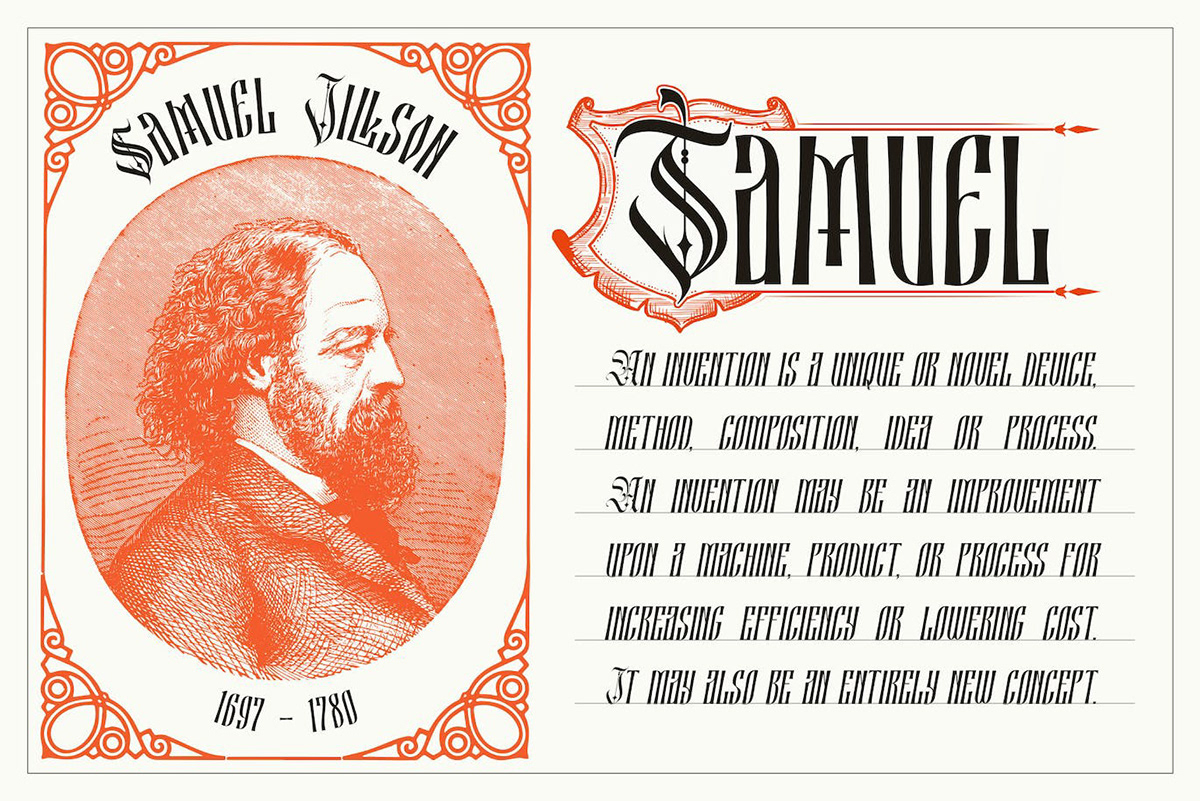 SAMUEL JILLSON
1697 – 1780
SAMUEL
AN INVENTION IS A UNIQUE OR NOVEL DEVICE,
METHOD, COMPOSITION, IDEA OR PROCESS.
AN INVENTION MAY BE AN IMPROVEMENT
UPON A MACHINE, PRODUCT, OR PROCESS FOR
INCREASING EFFICIENCY OR LOWERING COST.
IT MAY ALSO BE AN ENTIRELY NEW CONCEPT.